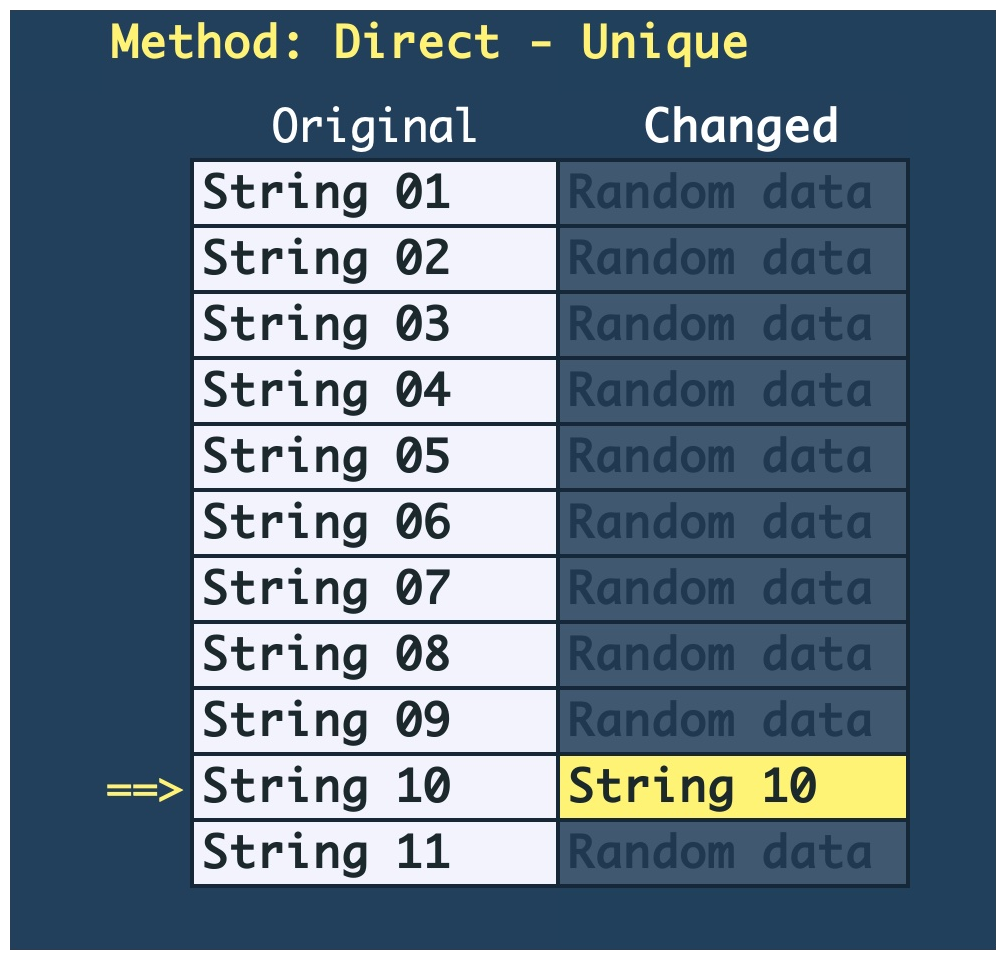 Method: Direct - Unique
Original Changed
String 01 Random data
String 02 Random data
String 03 Random data
String 04 Random data
String 05 Random data
String 06 Random data
String 07 Random data
String 08 Random data
String 09 Random data
==> String 10 String 10
String 11 Random data